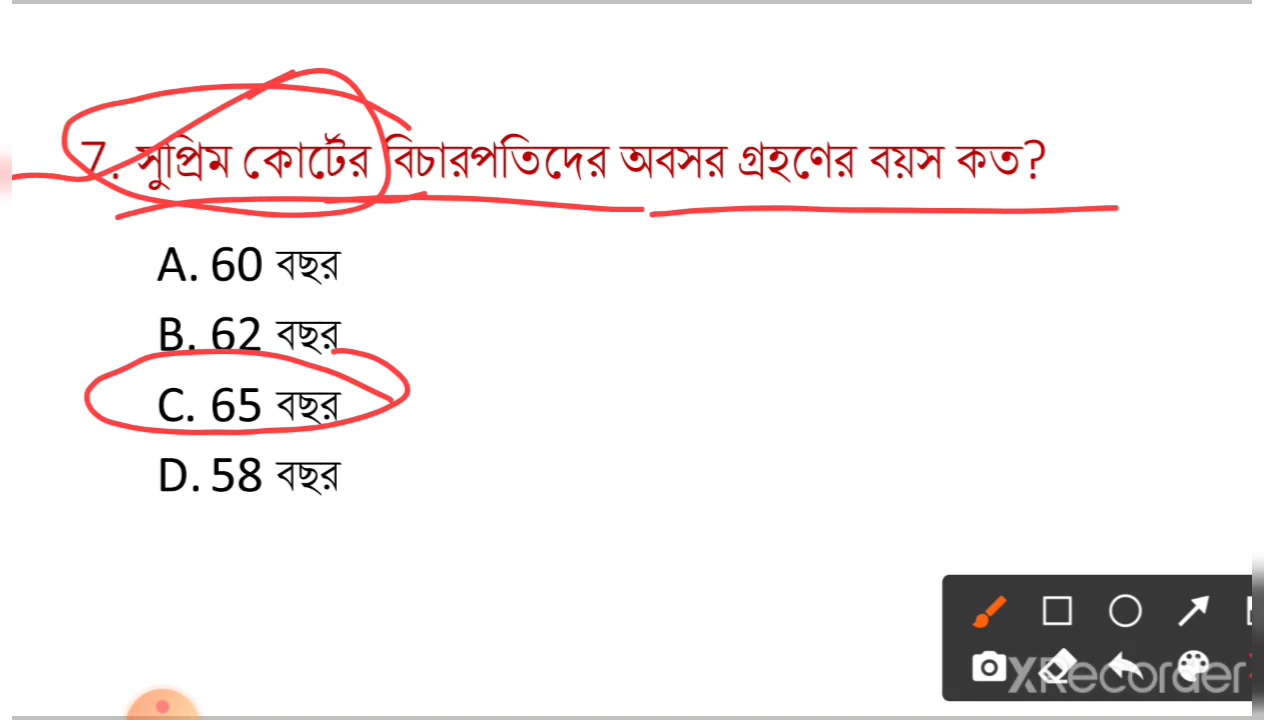 7. সুপ্রিম কোর্টের বিচারপতিদের অবসর গ্রহণের বয়স কত?
A. 60 বছর
B. 62 বছর
C. 65 বছর
D. 58 বছর
XRecorder